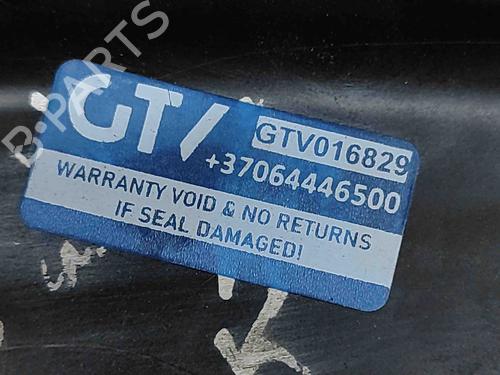 B-PARTS
GTV
GTV016829
+37064446500
WARRANTY VOID & NO RETURNS
IF SEAL DAMAGED!